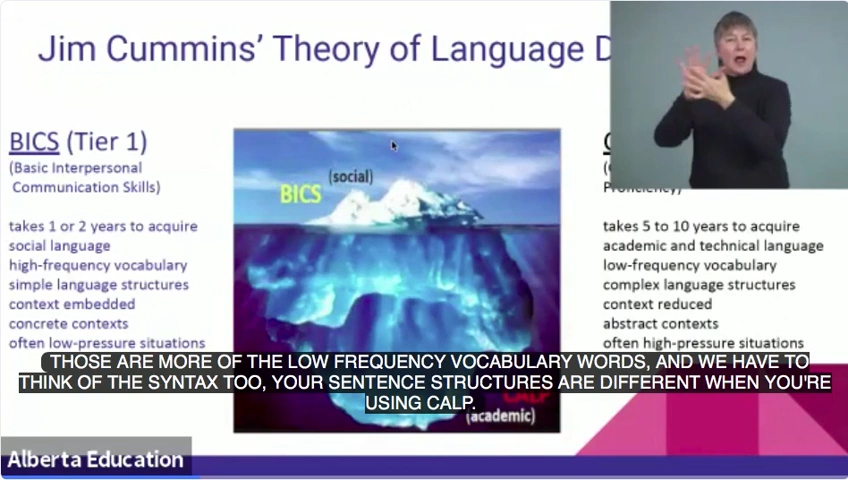 Jim Cummins' Theory of Language D
BICS (Tier 1)
(Basic Interpersonal
Communication Skills)
takes 1 or 2 years to acquire
social language
high-frequency vocabulary
simple language structures
context embedded
concrete contexts
often low-pressure situations
(social)
BICS
CALP
(academic)
Proficiency)
takes 5 to 10 years to acquire
academic and technical language
low-frequency vocabulary
complex language structures
context reduced
abstract contexts
often high-pressure situations
THOSE ARE MORE OF THE LOW FREQUENCY VOCABULARY WORDS, AND WE HAVE TO
THINK OF THE SYNTAX TOO, YOUR SENTENCE STRUCTURES ARE DIFFERENT WHEN YOU'RE
USING CALP.
Alberta Education